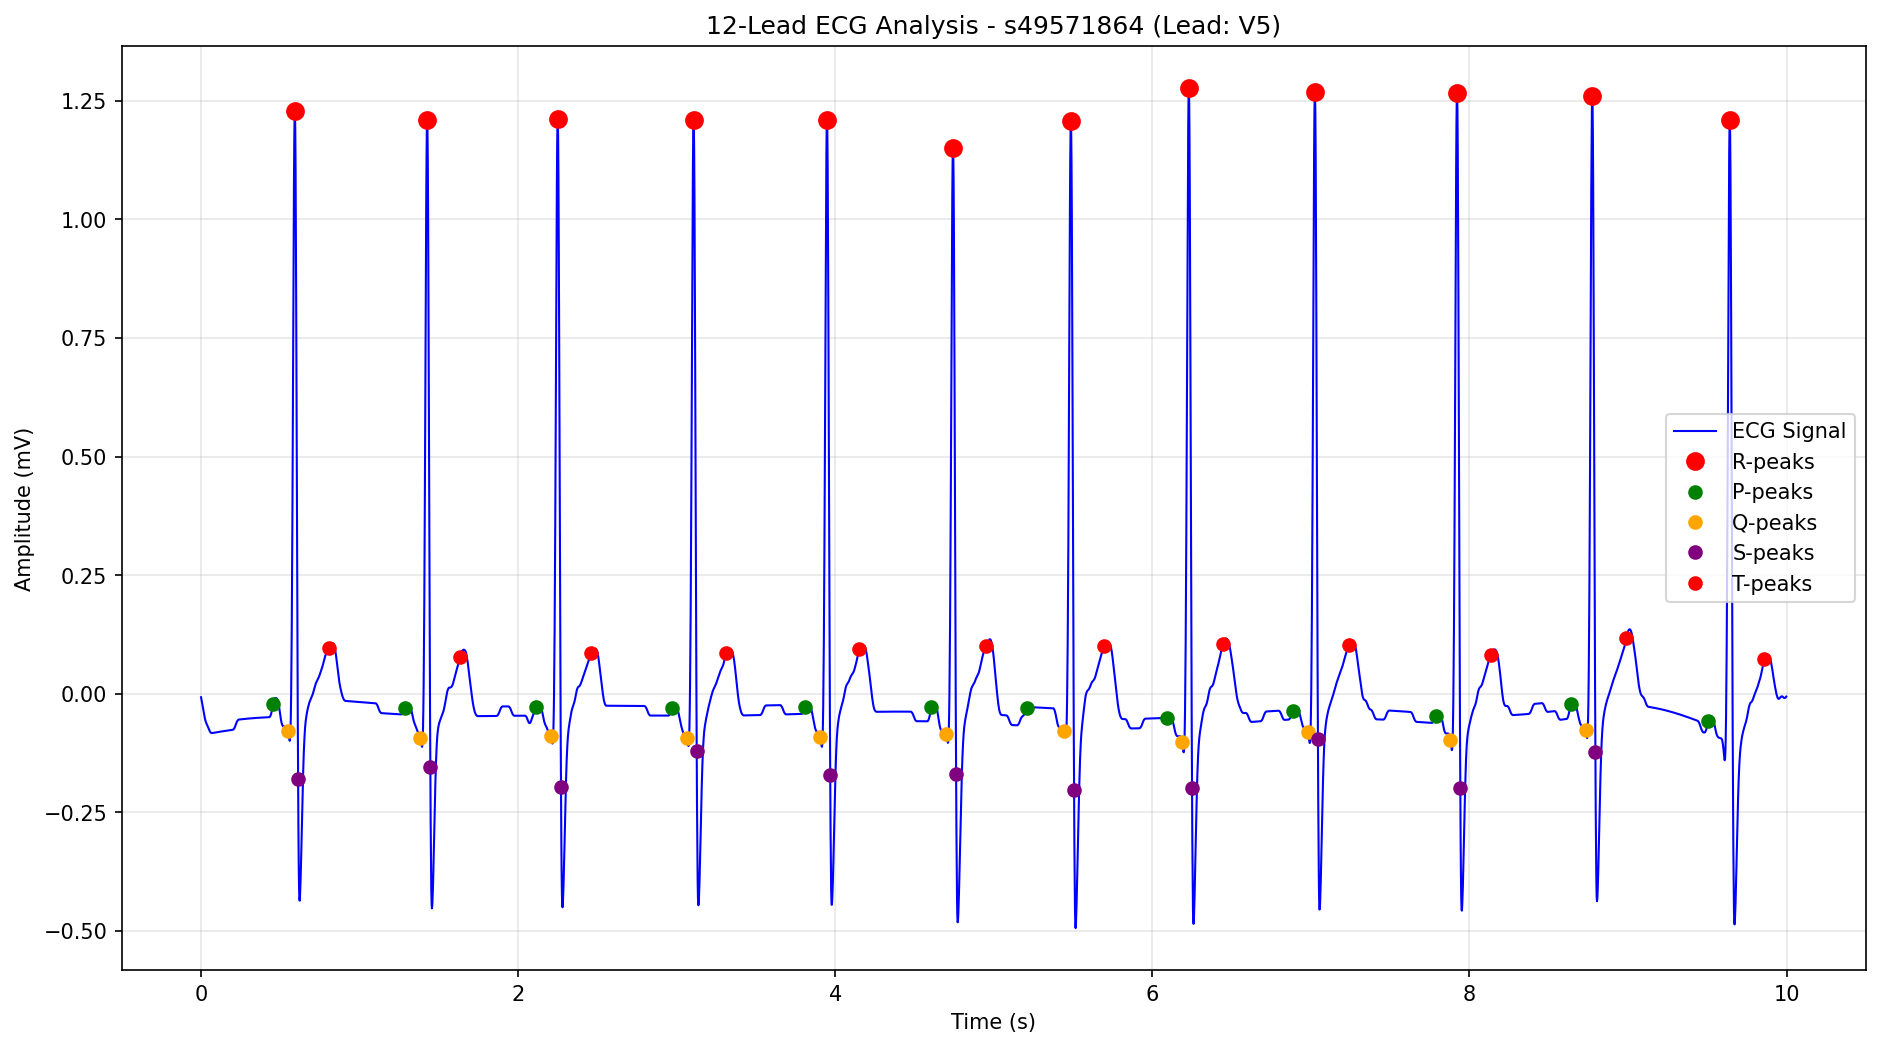 12-Lead ECG Analysis - s49571864 (Lead: V5)
Amplitude (mV)
1.25
1.00
0.75
0.50
0.25
0.00
−0.25
−0.50
ECG Signal
R-peaks
P-peaks
Q-peaks
S-peaks
T-peaks
0 2 4 6 8 10
Time (s)